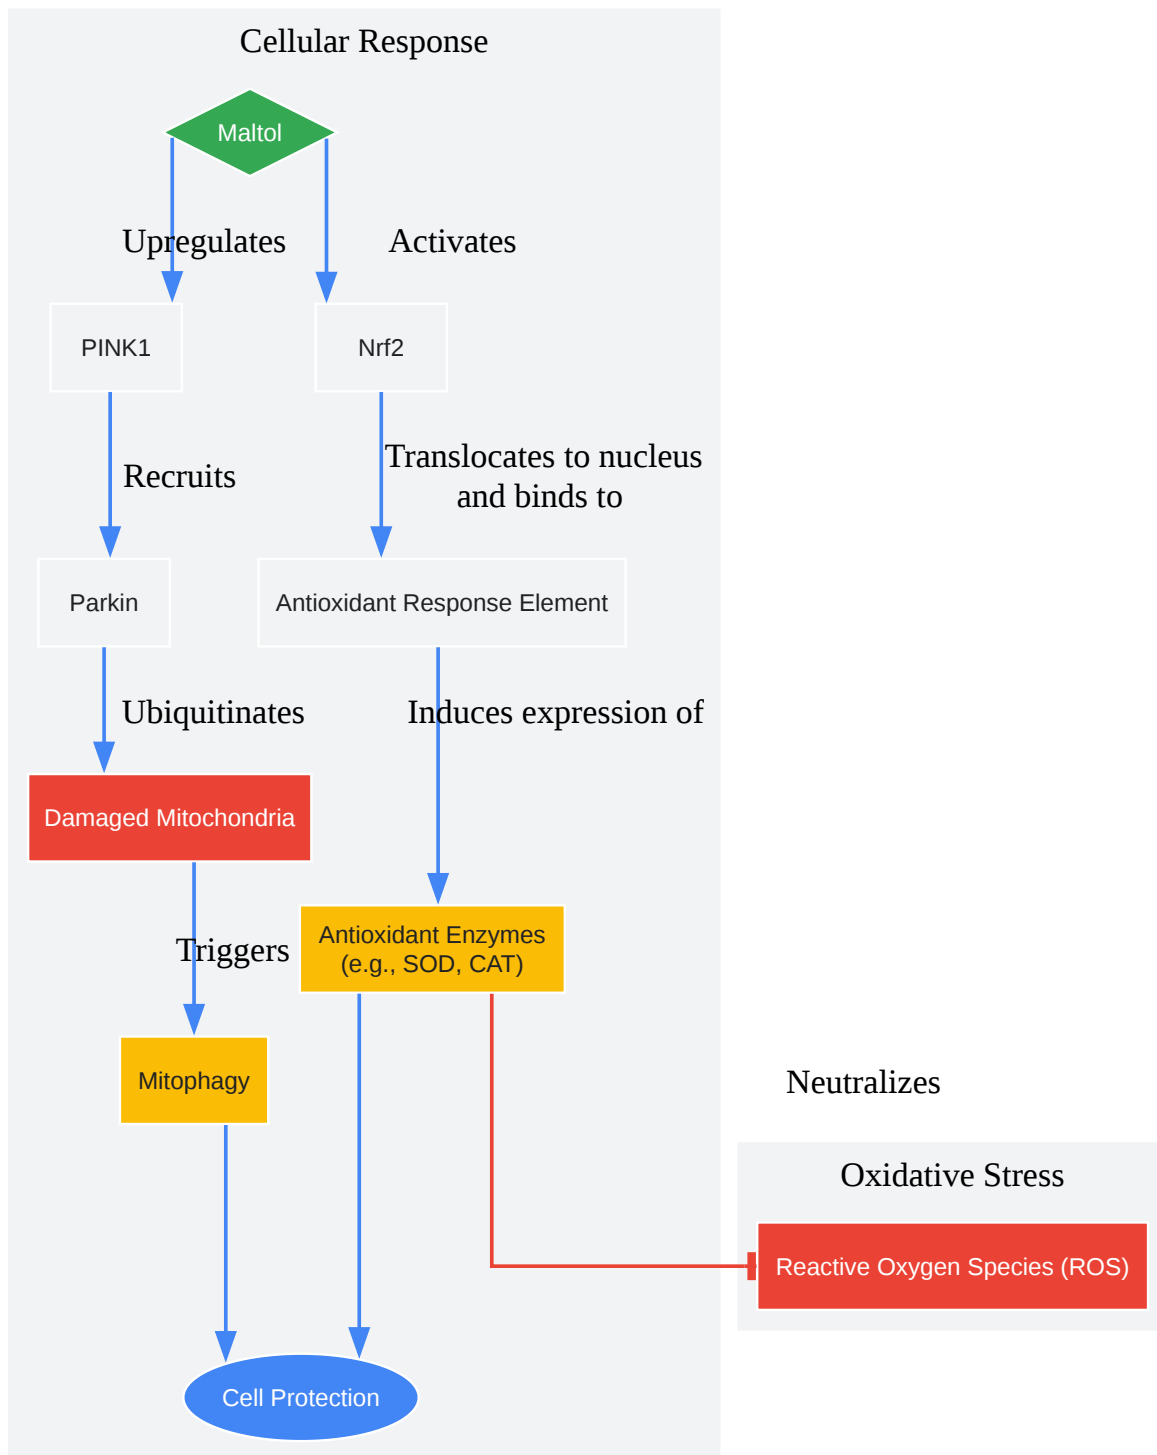 Cellular Response
Maltol
Upregulates
Activates
PINK1
Nrf2
Recruits
Translocates to nucleus
and binds to
Parkin
Antioxidant Response Element
Ubiquitinates
Induces expression of
Damaged Mitochondria
Triggers
Antioxidant Enzymes
(e.g., SOD, CAT)
Mitophagy
Neutralizes
Oxidative Stress
Reactive Oxygen Species (ROS)
Cell Protection